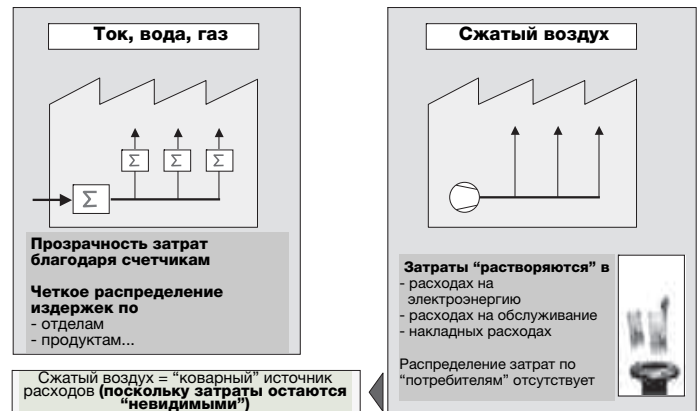 Ток, вода, газ
Σ Σ Σ
Σ
Прозрачность затрат
благодаря счетчикам
Четкое распределение
издержек по
- отделам
- продуктам...
Сжатый воздух
Затраты “растворяются” в
- расходах на
электроэнергию
- расходах на обслуживание
- накладных расходах
Распределение затрат по
“потребителям” отсутствует
Сжатый воздух = “коварный” источник
расходов (поскольку затраты остаются
“невидимыми”)